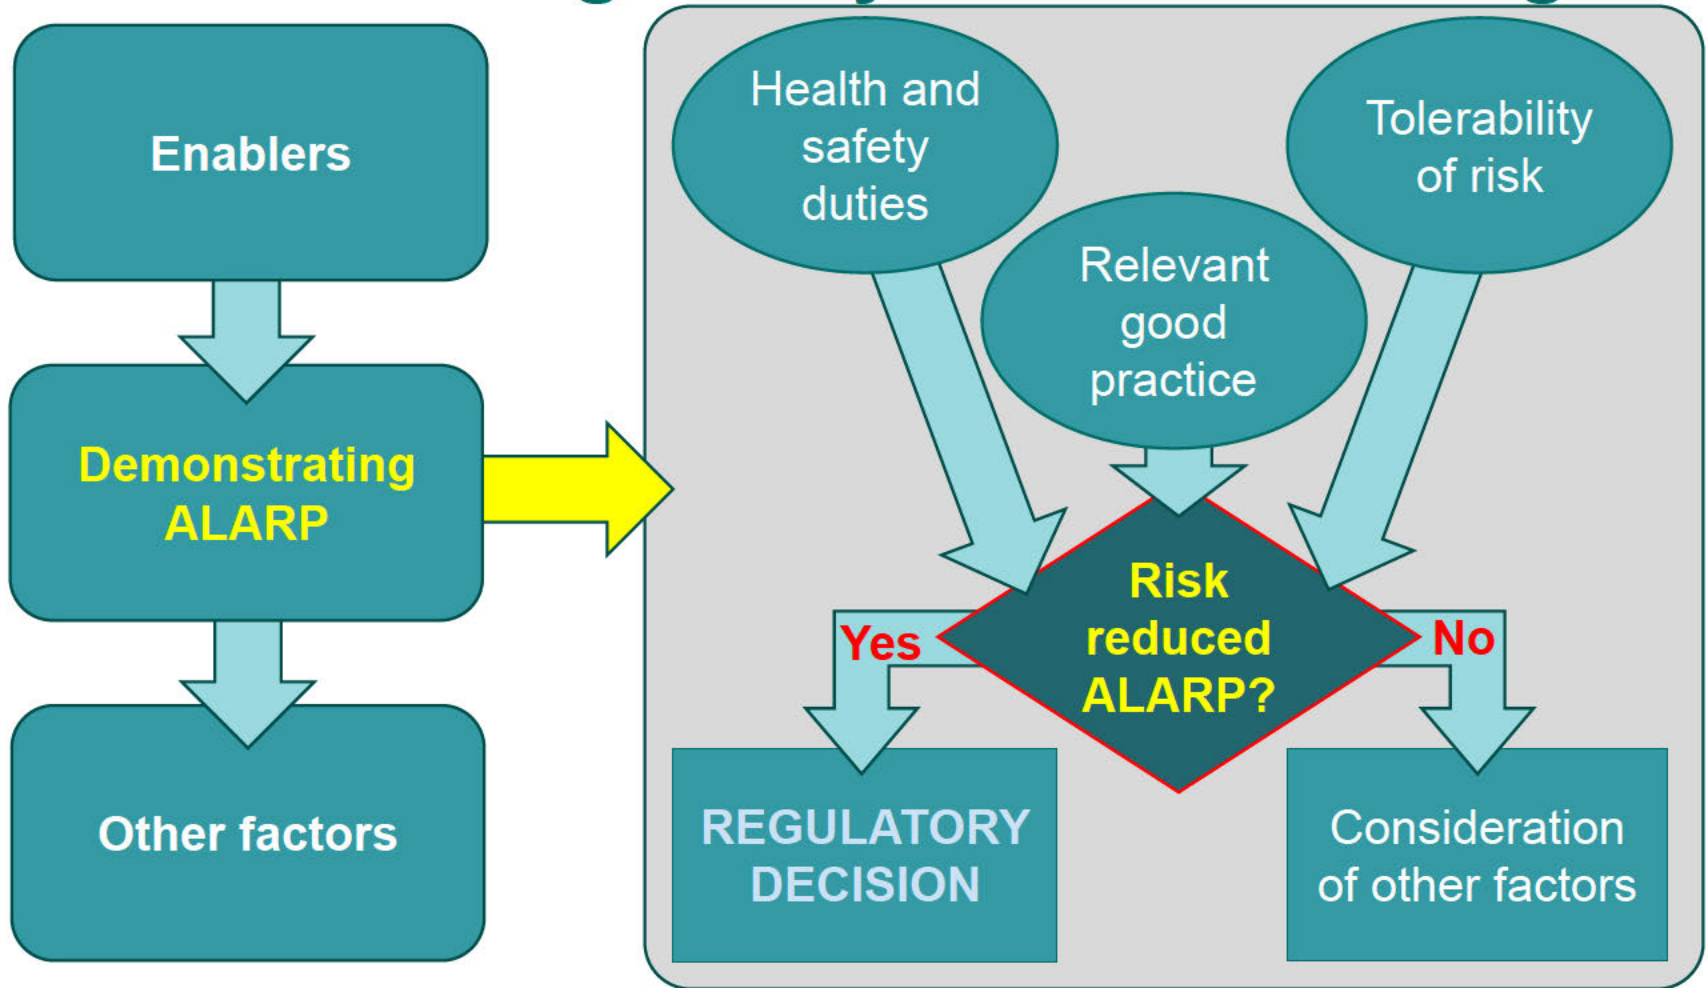 Enablers
Demonstrating
ALARP
Other factors
Health and
safety
duties
Relevant
good
practice
Tolerability
of risk
Risk
reduced
ALARP?
Yes
No
REGULATORY
DECISION
Consideration
of other factors